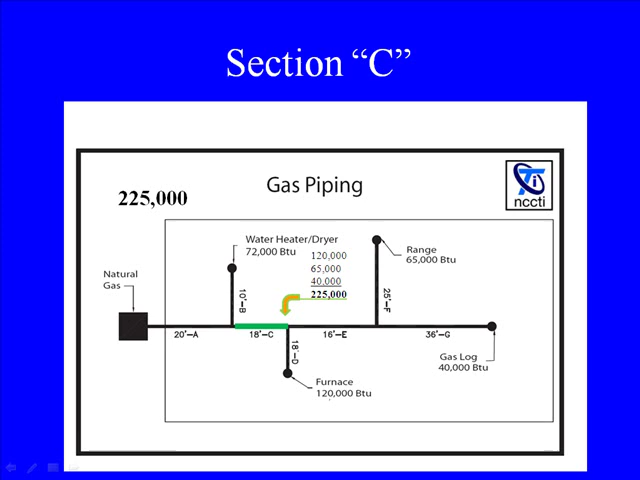 Section “C”
225,000
Gas Piping
Ti
nccti
Water Heater/Dryer
72,000 Btu
120,000
65,000
40,000
225,000
Range
65,000 Btu
Natural
Gas
10'-B
25'-F
20'-A
18'-C
16'-E
36'-G
18'-D
Gas Log
40,000 Btu
Furnace
120,000 Btu